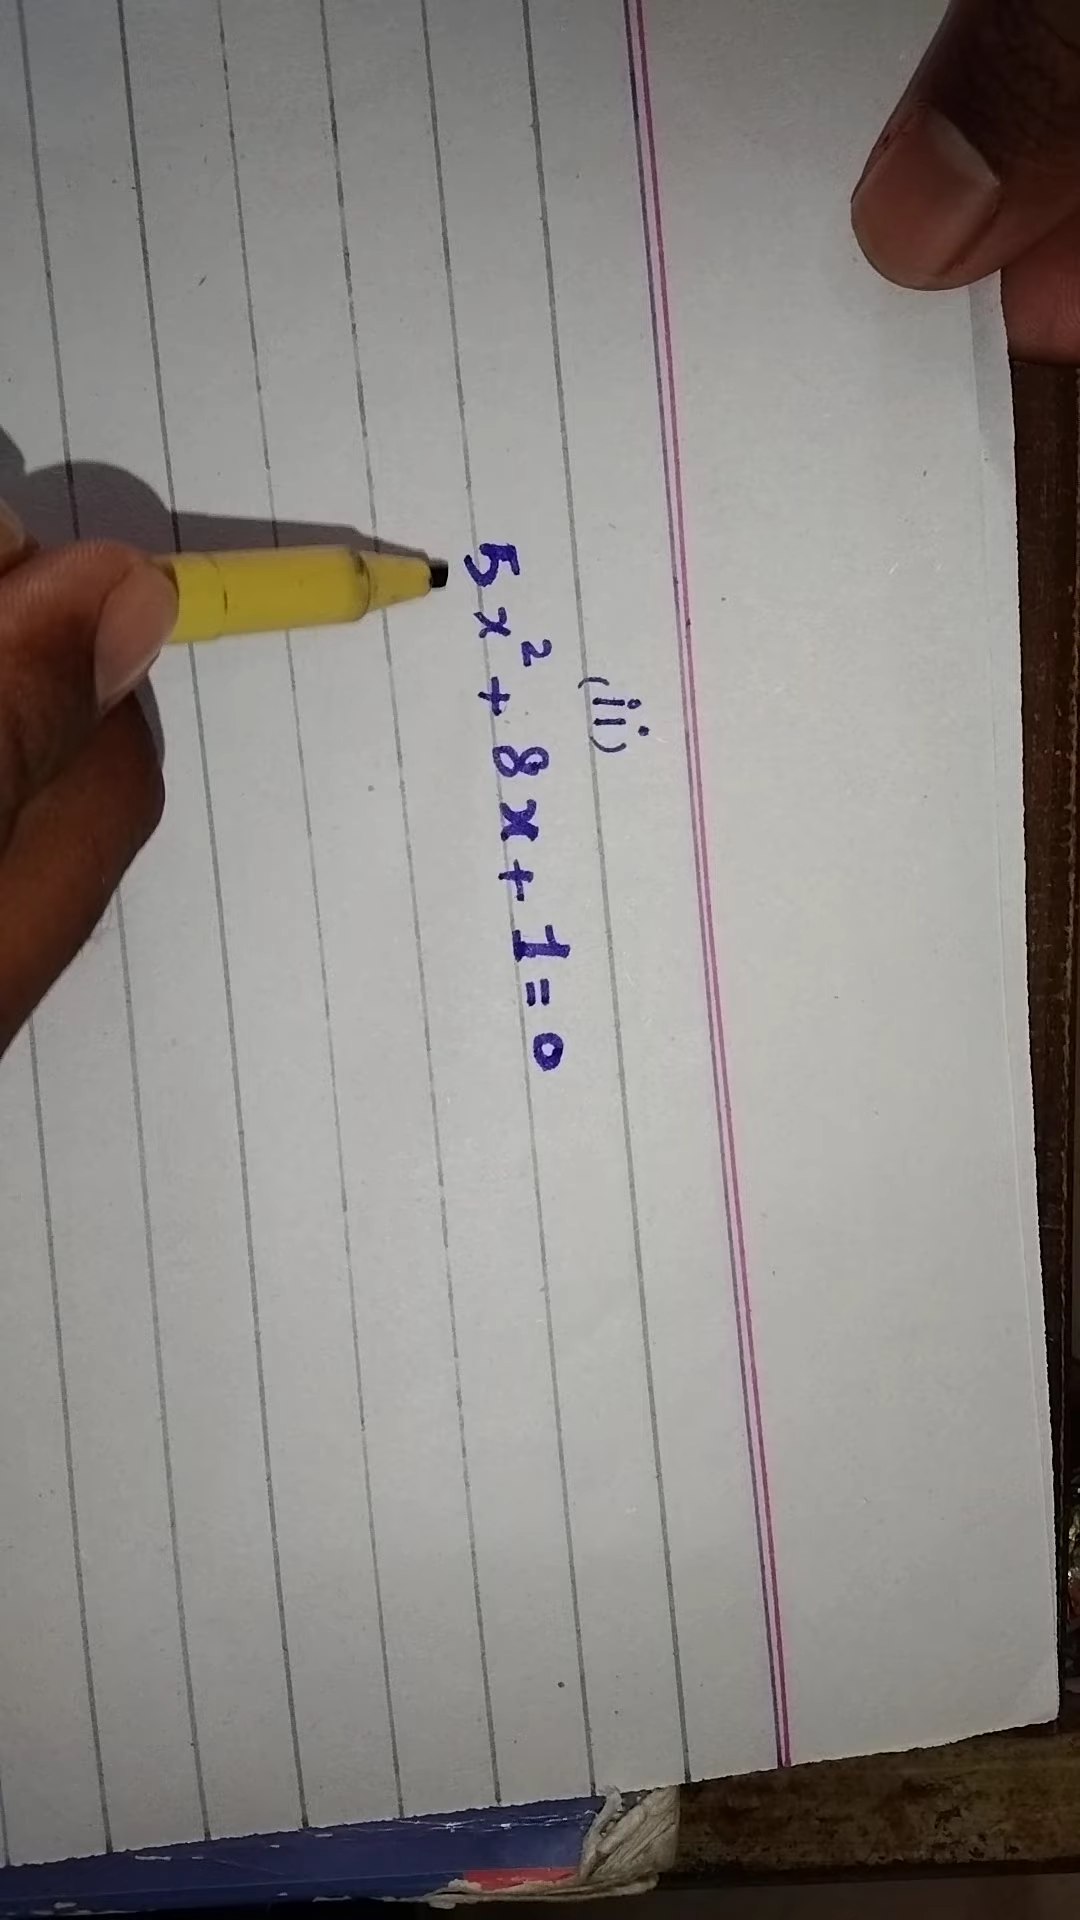 (ii)
5x² + 8x + 1 = 0